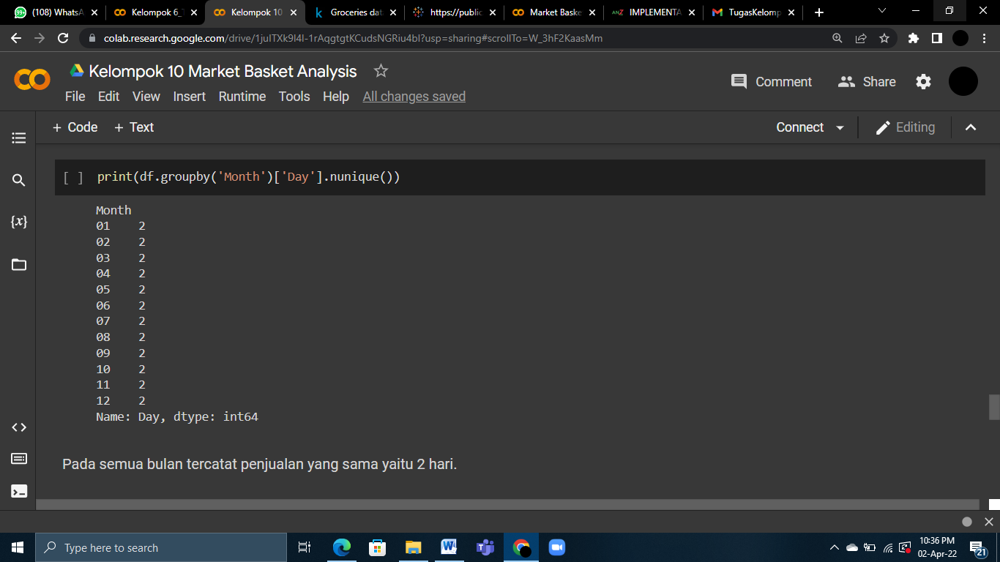 (108) WhatsA
Kelompok 6_
Kelompok 10
Groceries dat
https://public
Market Baske
IMPLEMENTA
TugasKelomp
colab.research.google.com/drive/1juITXk9I4l-1rAqgtgtKCudsNGRiu4bl?usp=sharing#scrollTo=W_3hF2KaasMm
Kelompok 10 Market Basket Analysis
Comment
Share
File Edit View Insert Runtime Tools Help All changes saved
+ Code + Text
Connect
Editing
[ ] print(df.groupby('Month')['Day'].nunique())
Month
01 2
02 2
03 2
04 2
05 2
06 2
07 2
08 2
09 2
10 2
11 2
12 2
Name: Day, dtype: int64
Pada semua bulan tercatat penjualan yang sama yaitu 2 hari.
Type here to search
10:36 PM
02-Apr-22
21